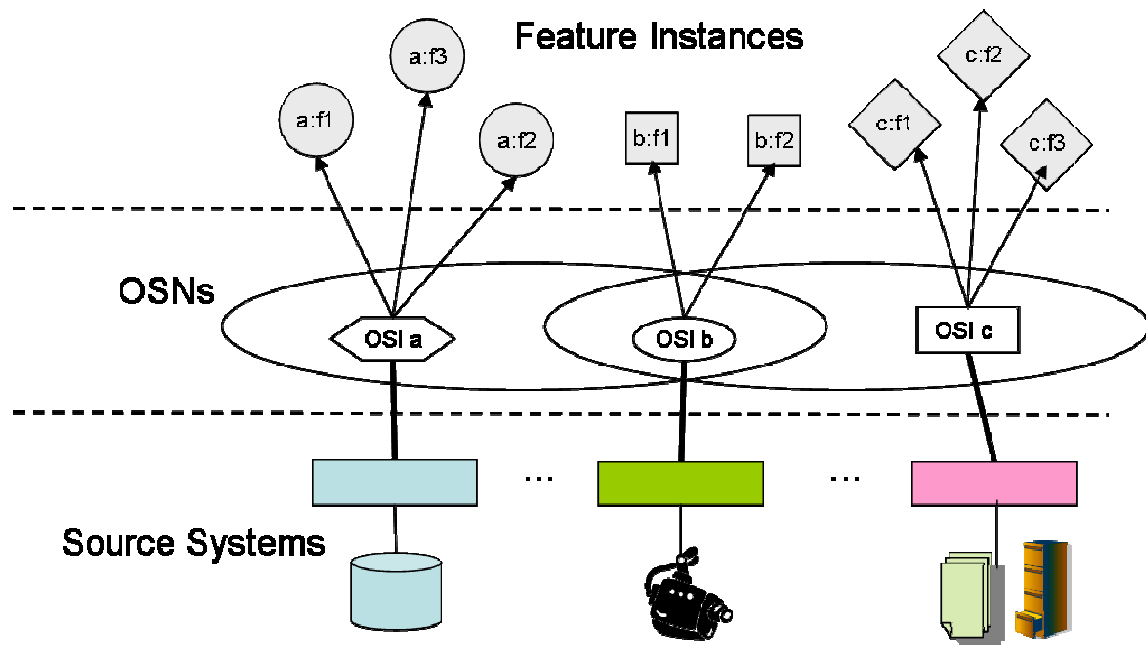 Feature Instances
a:f3
c:f2
a:f1
a:f2
b:f1
b:f2
c:f1
c:f3
OSNs
OSI a
OSI b
OSI c
...
...
Source Systems